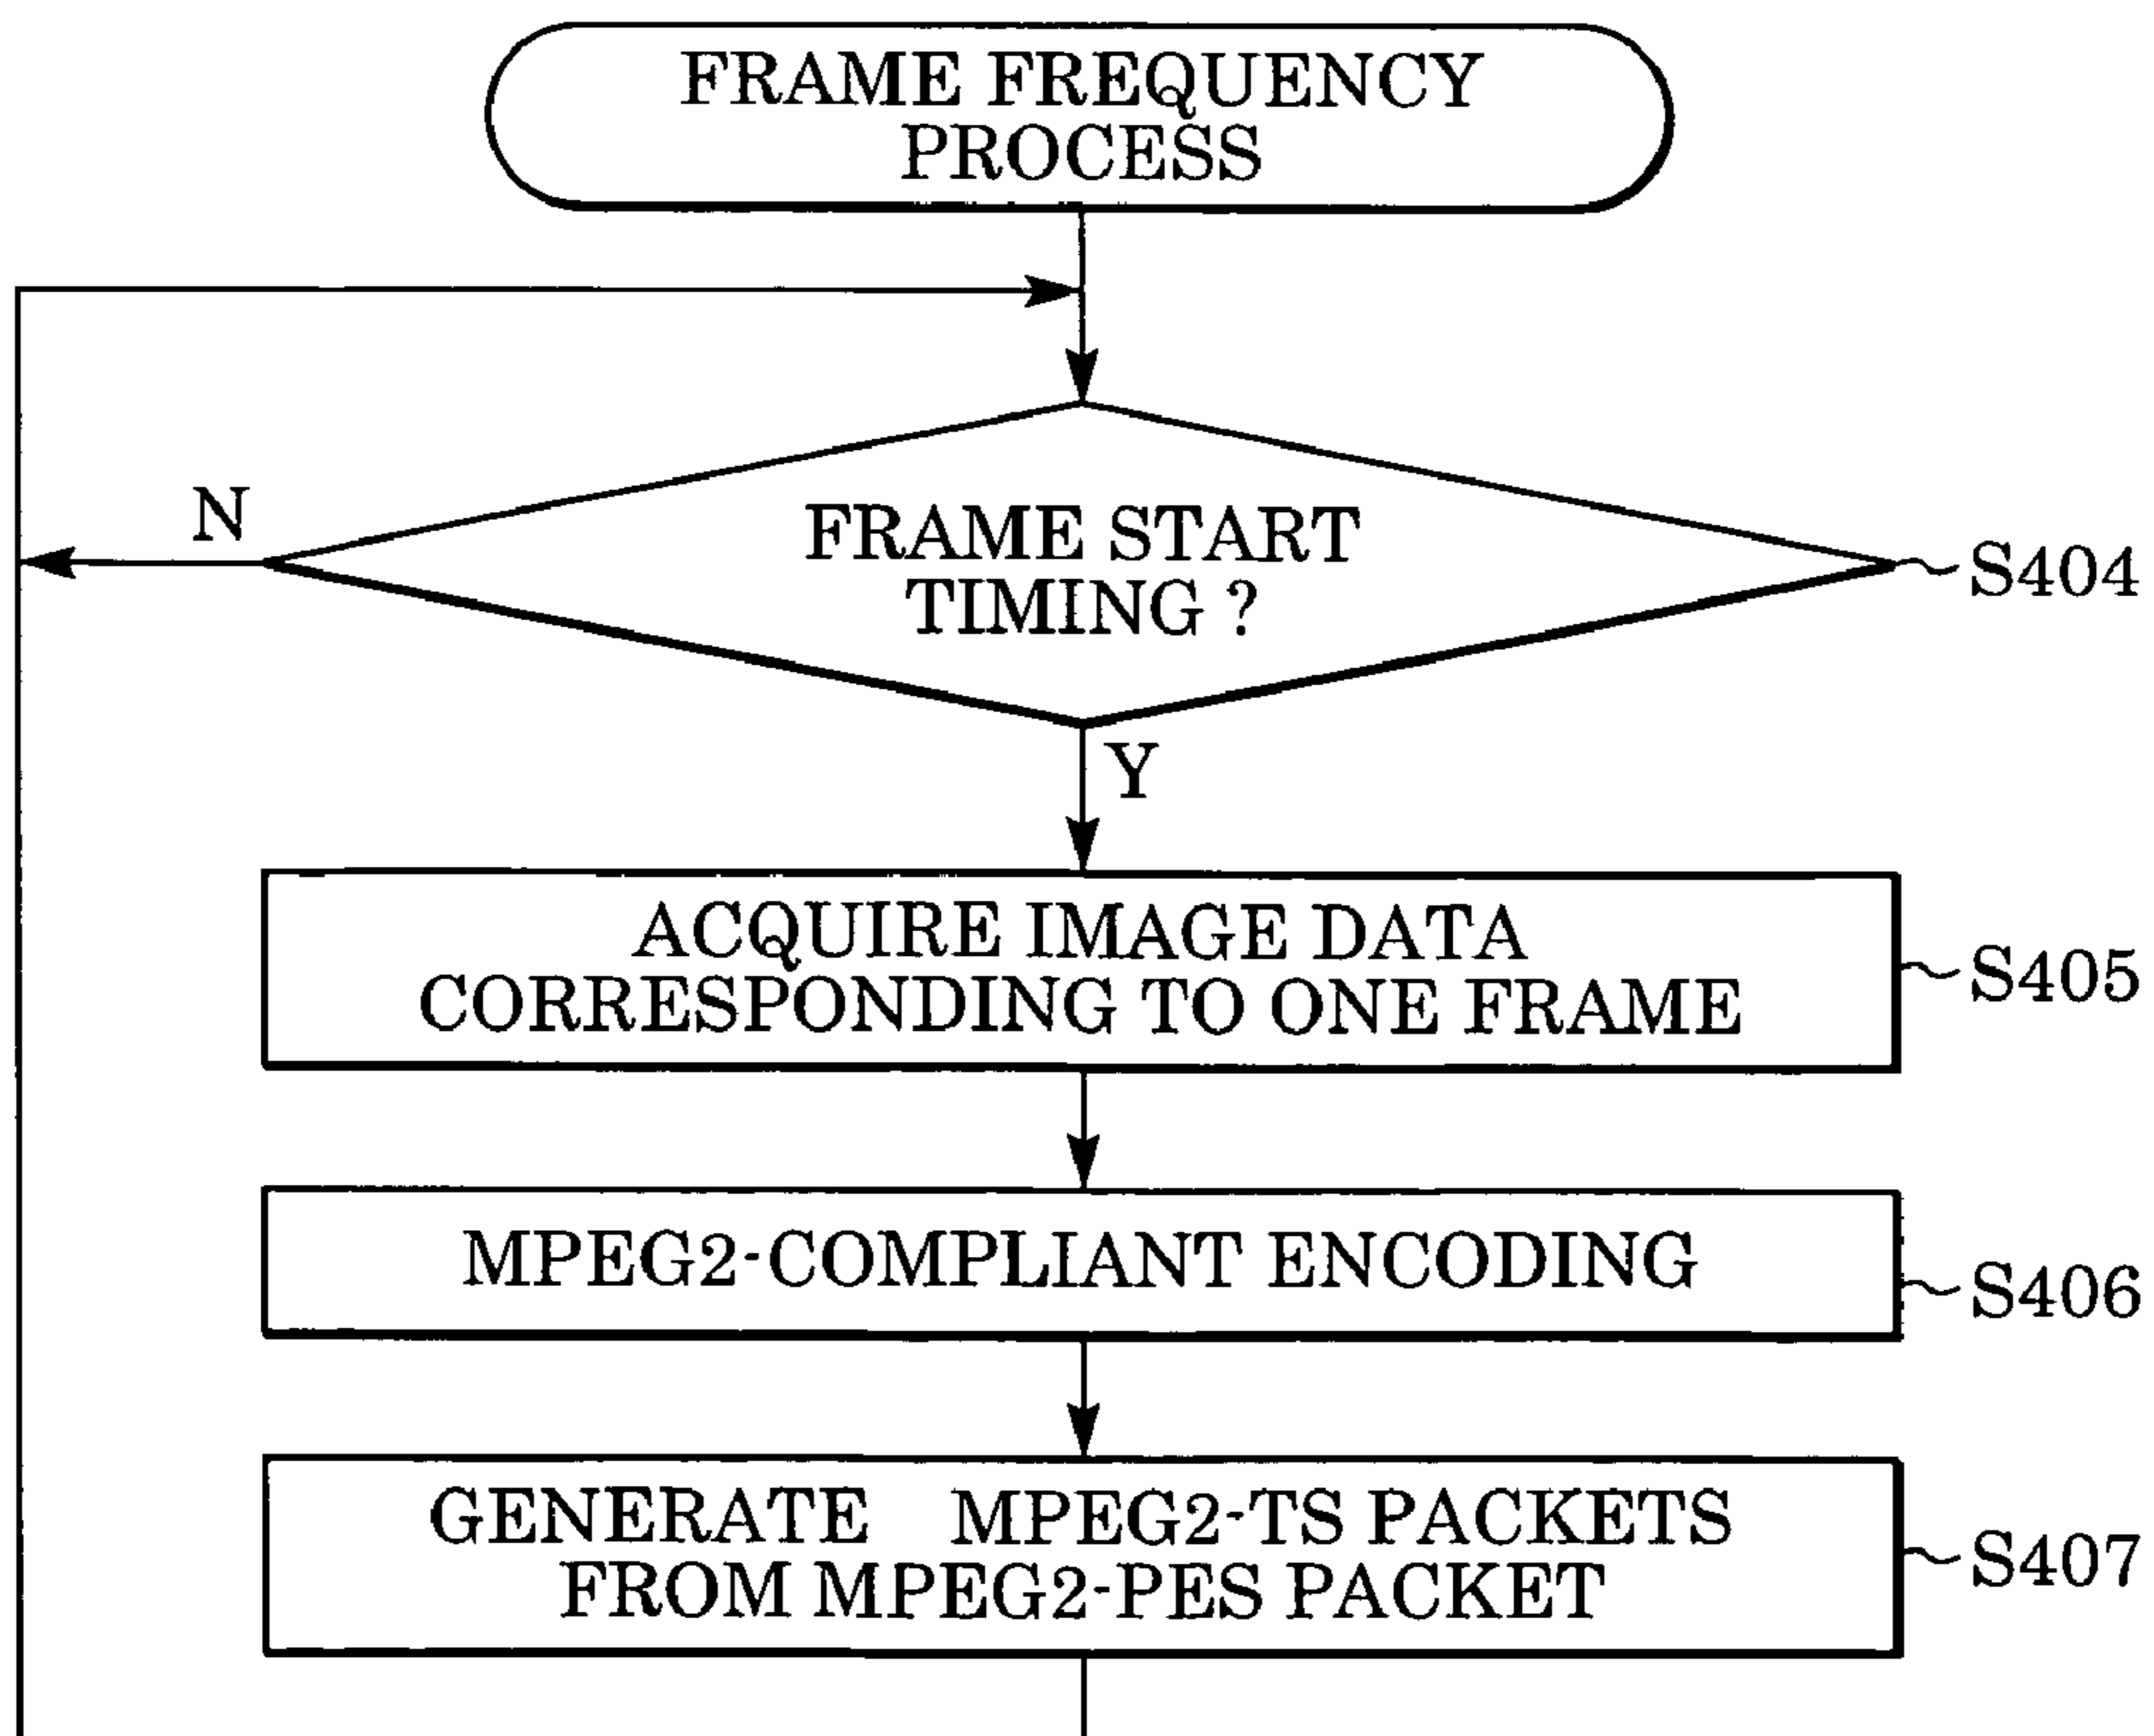 FRAME FREQUENCY
PROCESS
N
FRAME START
TIMING ?
S404
Y
ACQUIRE IMAGE DATA
CORRESPONDING TO ONE FRAME
S405
MPEG2-COMPLIANT ENCODING
S406
GENERATE MPEG2-TS PACKETS
FROM MPEG2-PES PACKET
S407